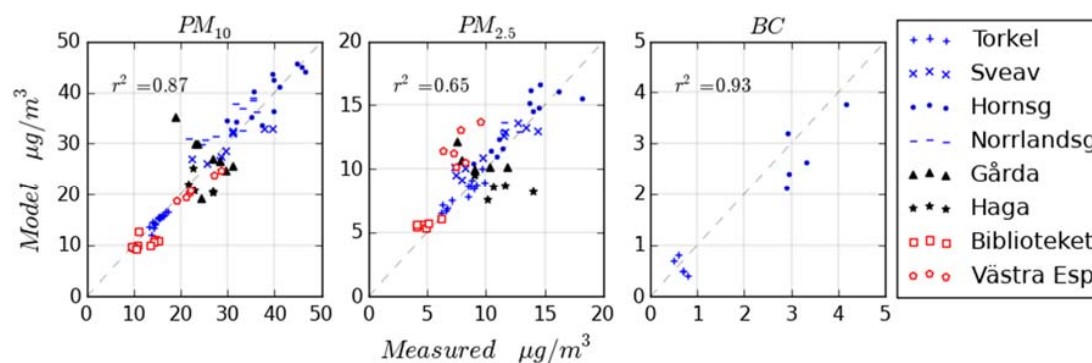 PM10 PM2.5 BC
50 20 5
40 15 4
30 10 3
20 5 2
10 0 1
0 0
r² =0.87 r² =0.65 r² =0.93
Model μg/m³
0 10 20 30 40 50 0 5 10 15 20 0 1 2 3 4 5
Measured μg/m³
Torkel
Sveav
Hornsg
Norrlandsg
Gårda
Haga
Biblioteket
Västra Esp